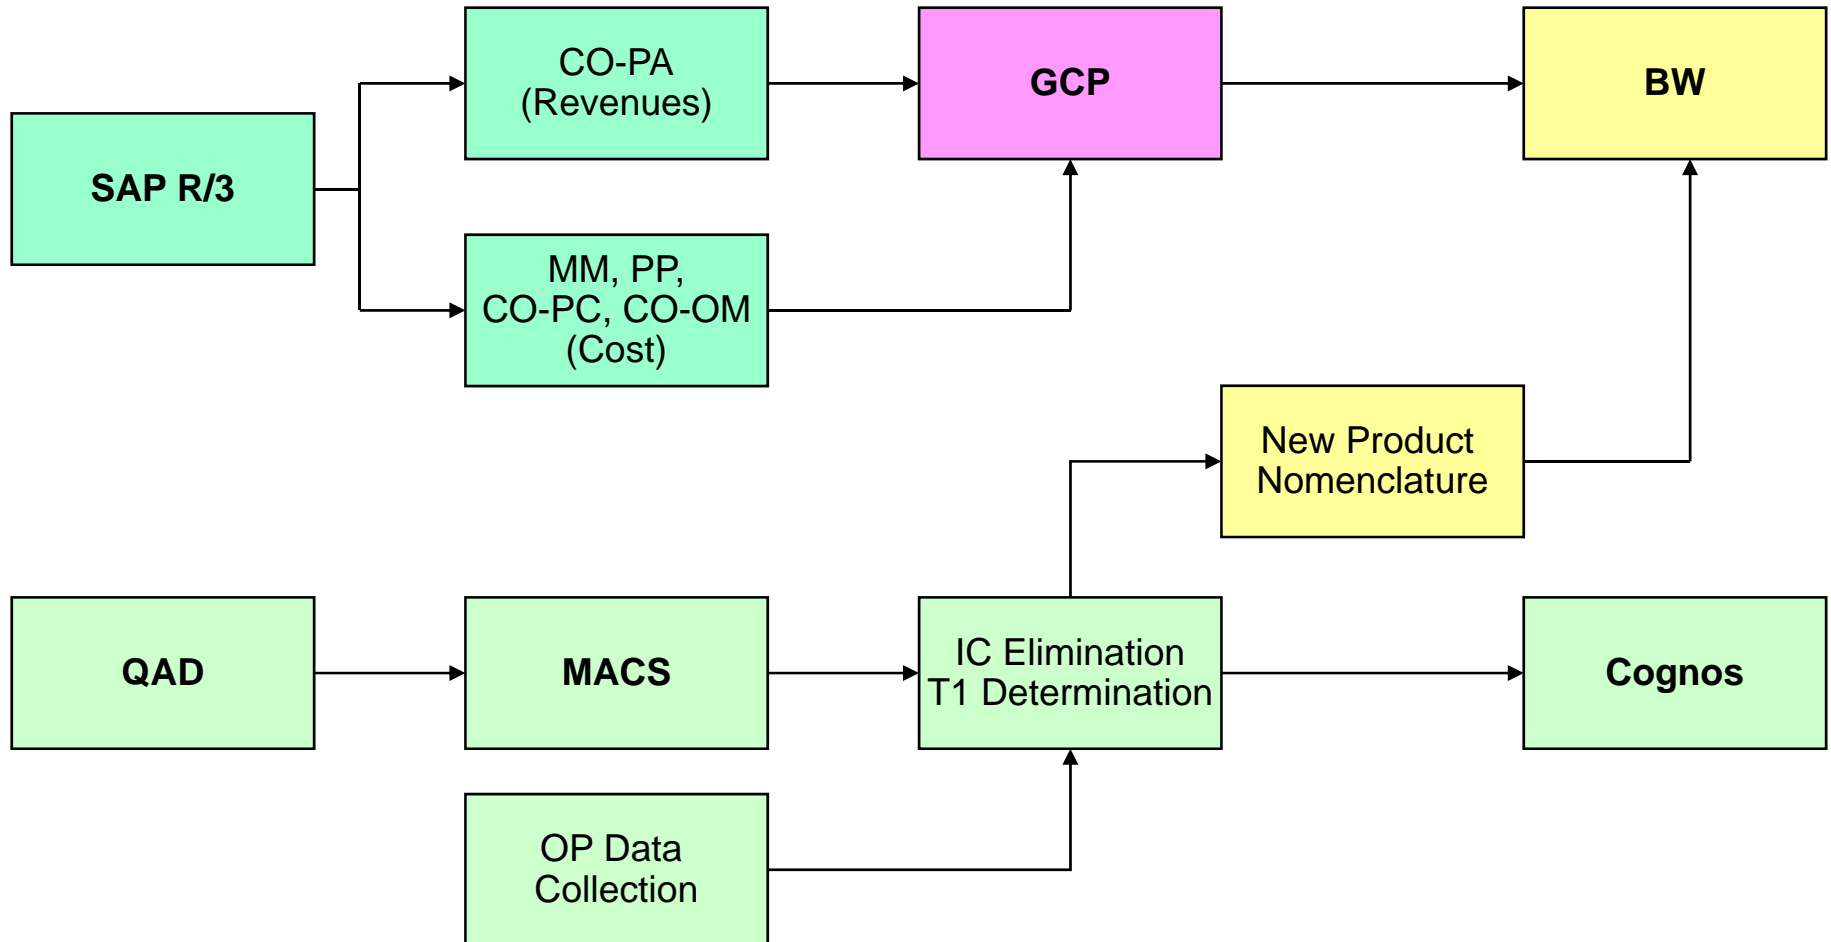 CO-PA
(Revenues)
GCP
BW
SAP R/3
MM, PP,
CO-PC, CO-OM
(Cost)
New Product
Nomenclature
QAD
MACS
IC Elimination
T1 Determination
Cognos
OP Data
Collection